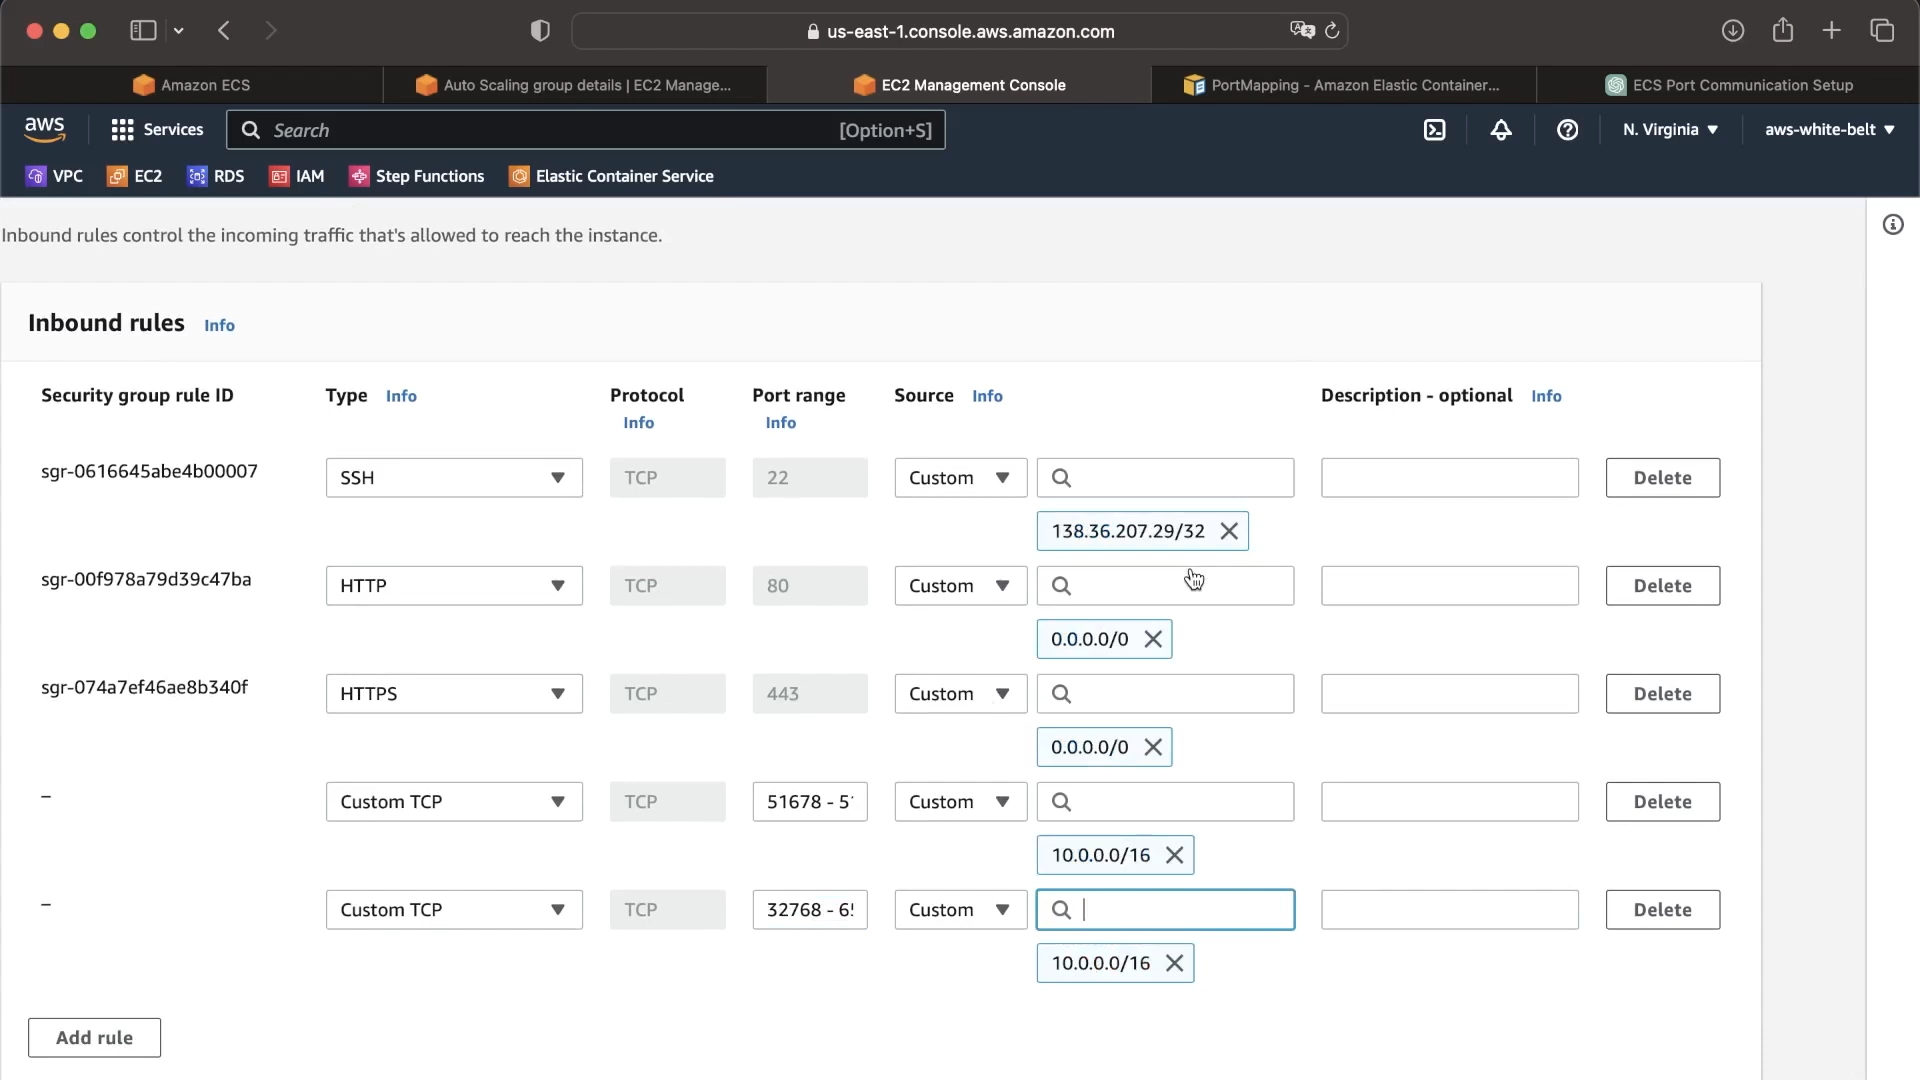 us-east-1.console.aws.amazon.com
Amazon ECS
Auto Scaling group details | EC2 Manage...
EC2 Management Console
PortMapping - Amazon Elastic Container...
ECS Port Communication Setup
aws
Services
Search
[Option+S]
N. Virginia
aws-white-belt
VPC
EC2
RDS
IAM
Step Functions
Elastic Container Service
Inbound rules control the incoming traffic that's allowed to reach the instance.
Inbound rules Info
Security group rule ID
Type Info
Protocol Info
Port range Info
Source Info
Description - optional Info
sgr-0616645abe4b00007
SSH
TCP
22
Custom
Delete
138.36.207.29/32
sgr-00f978a79d39c47ba
HTTP
TCP
80
Custom
Delete
0.0.0.0/0
sgr-074a7ef46ae8b340f
HTTPS
TCP
443
Custom
Delete
0.0.0.0/0
–
Custom TCP
TCP
51678 - 5
Custom
Delete
10.0.0.0/16
–
Custom TCP
TCP
32768 - 6
Custom
Delete
10.0.0.0/16
Add rule